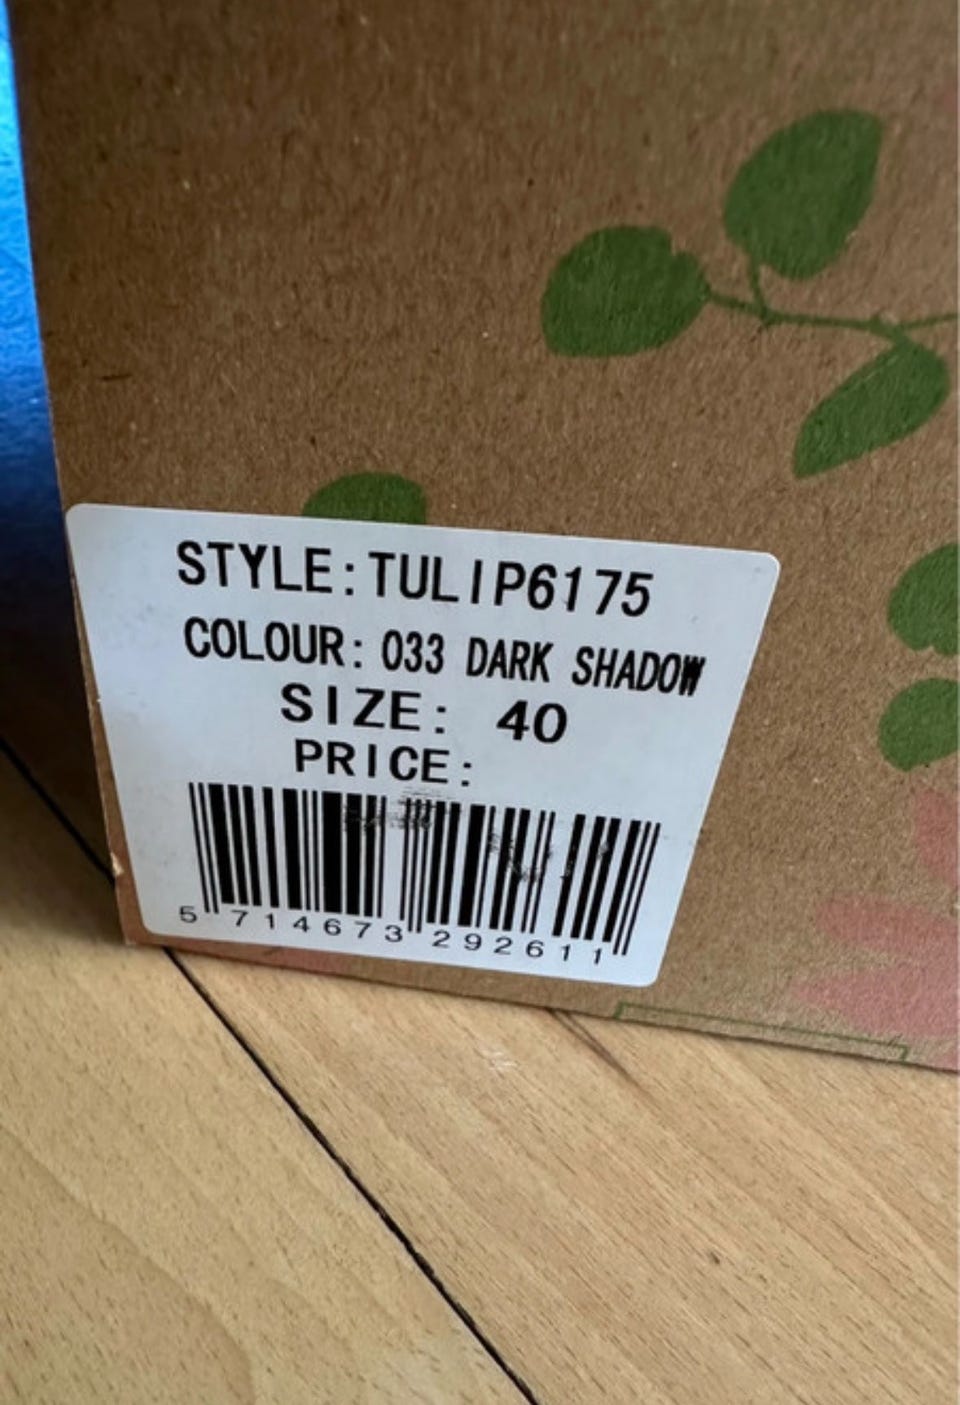 STYLE:TULIP6175
COLOUR: 033 DARK SHADOW
SIZE: 40
PRICE:
5 714673 292611